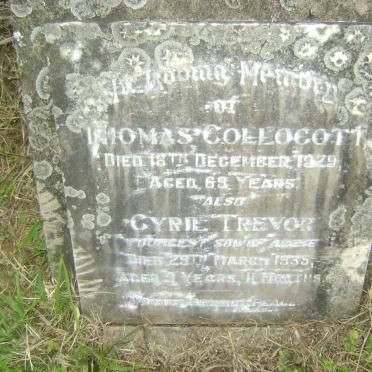 In Loving Memory
OF
THOMAS COLLOCOTT
DIED 18TH DECEMBER 1929
AGED 69 YEARS.
ALSO
CYRIL TREVOR
YOUNGEST SON OF ABOVE
DIED 29TH MARCH 1935
AGED YEARS, 11 MONTHS